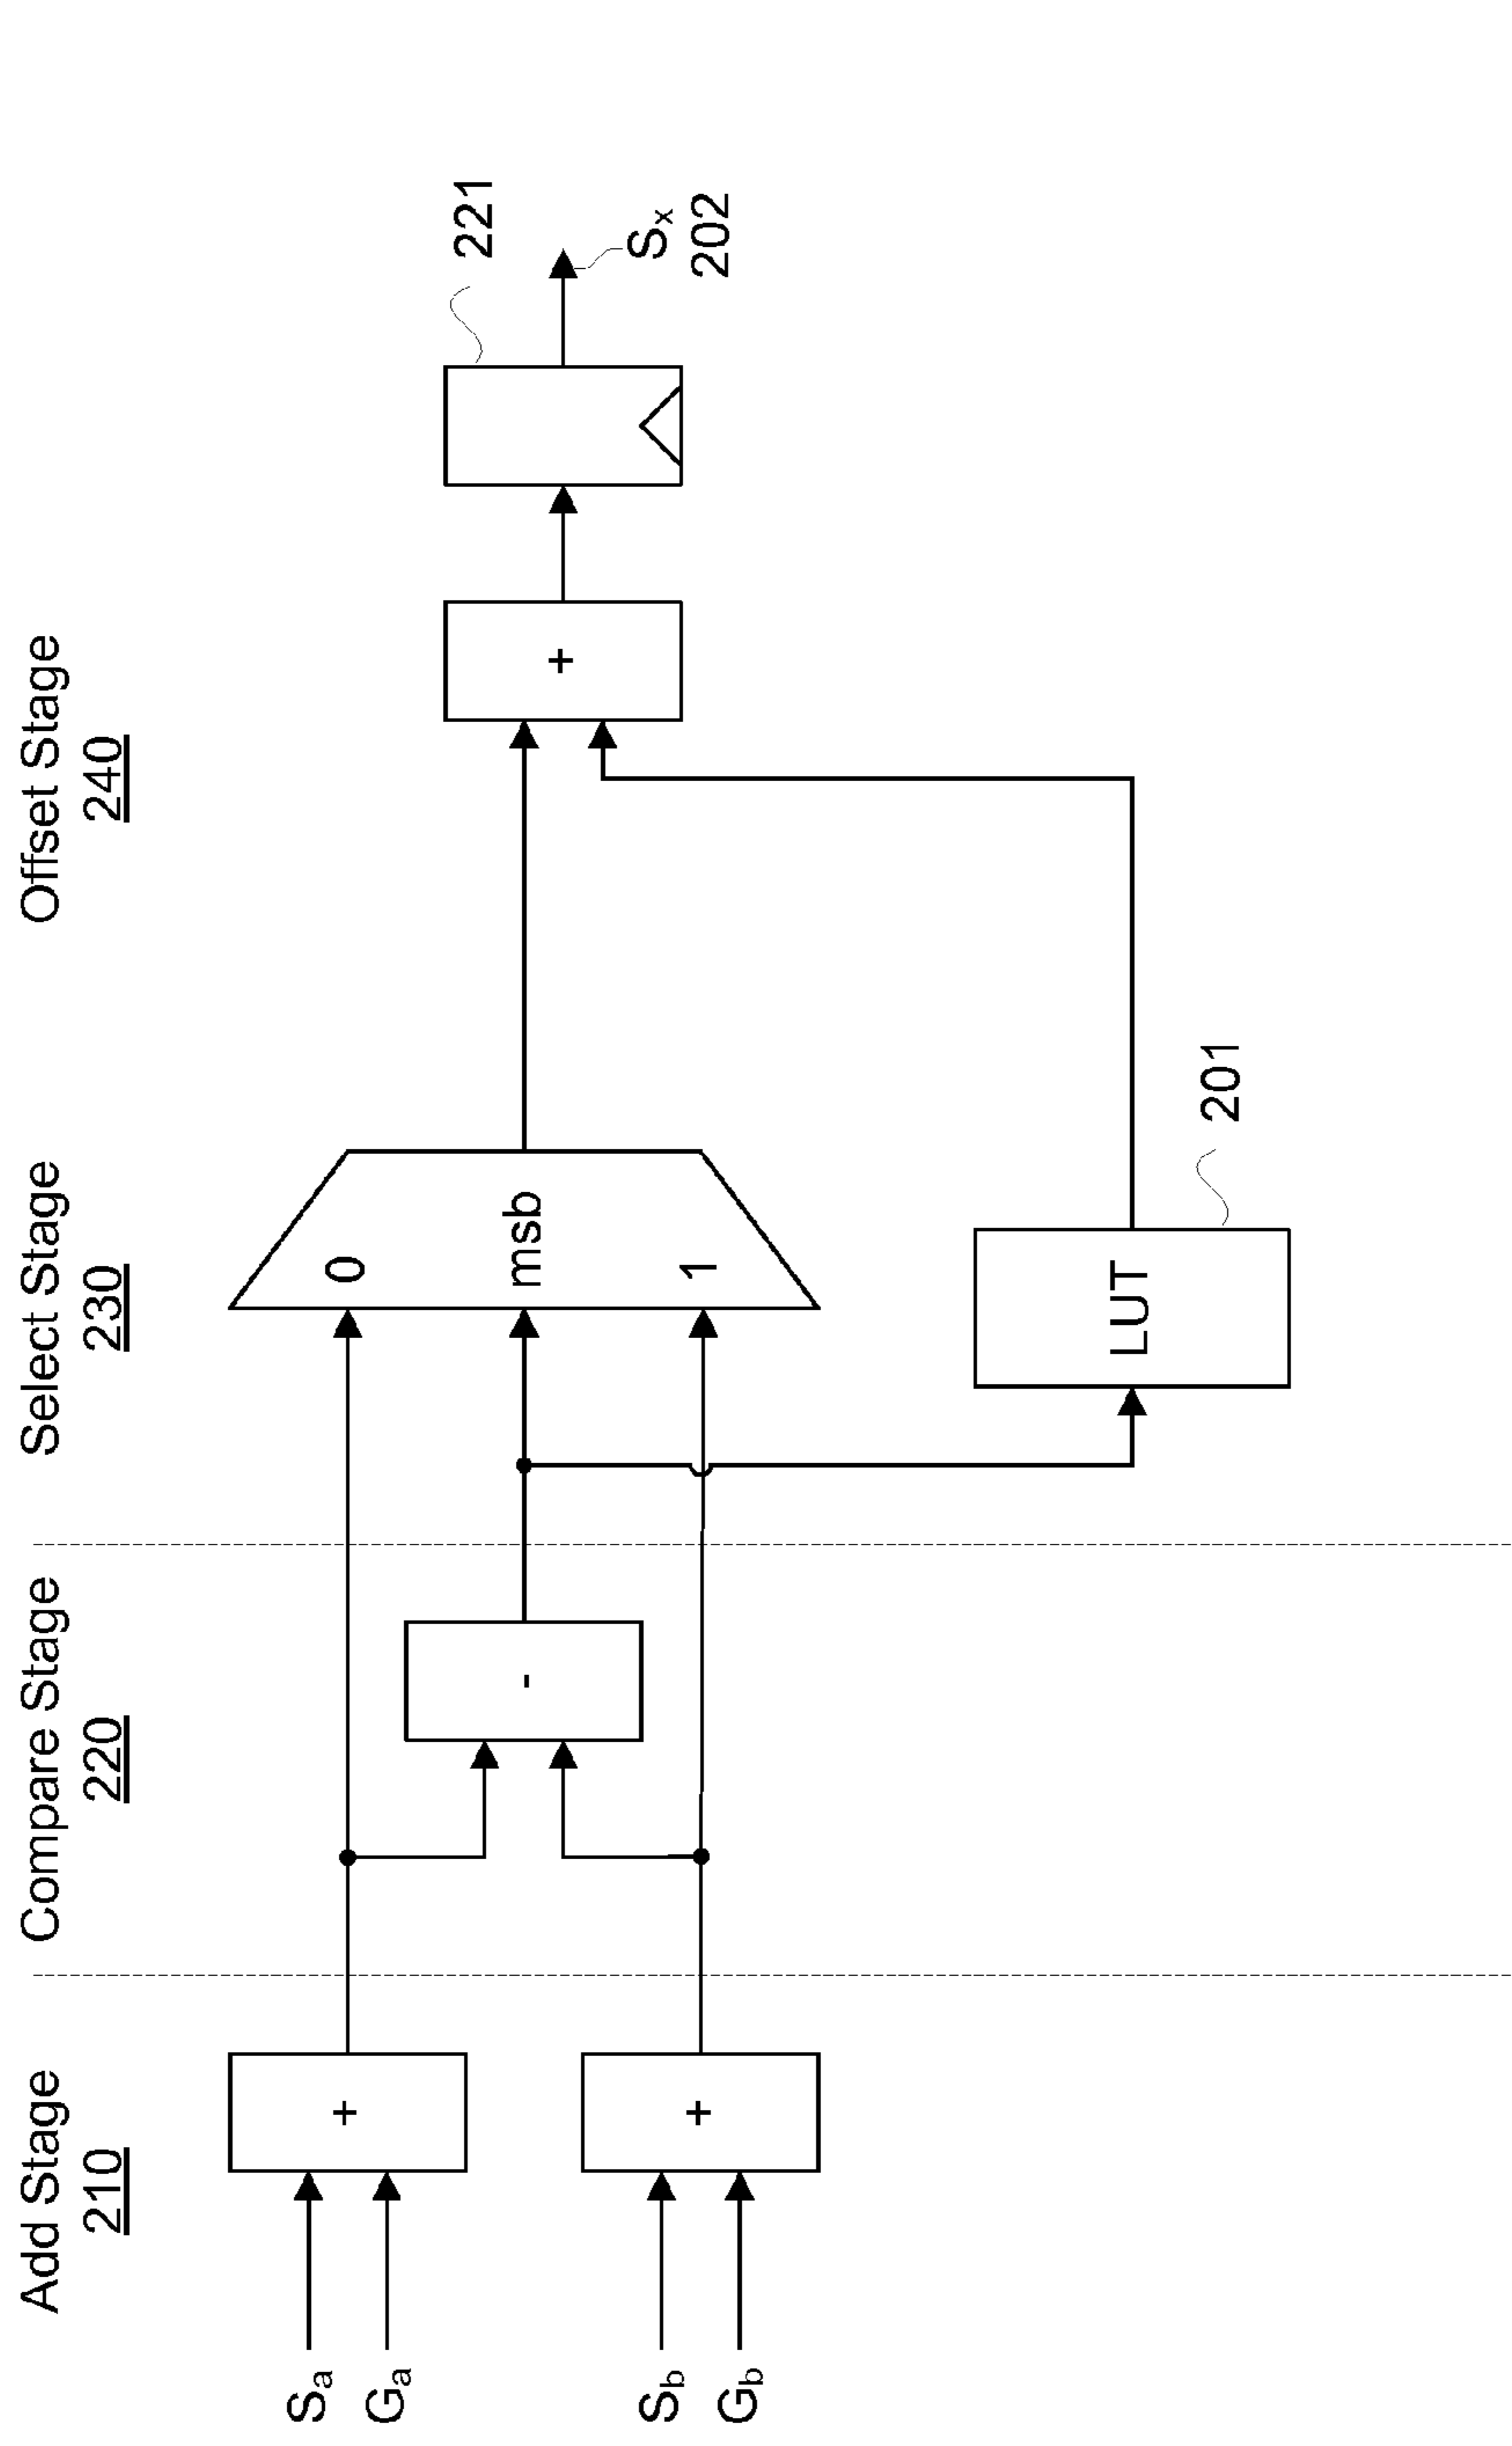 Add Stage
210
Compare Stage
220
Select Stage
230
Offset Stage
240
Sa
Ga
Sb
Gb
+
+
-
0
msb
1
LUT
201
+
221
Sx
202